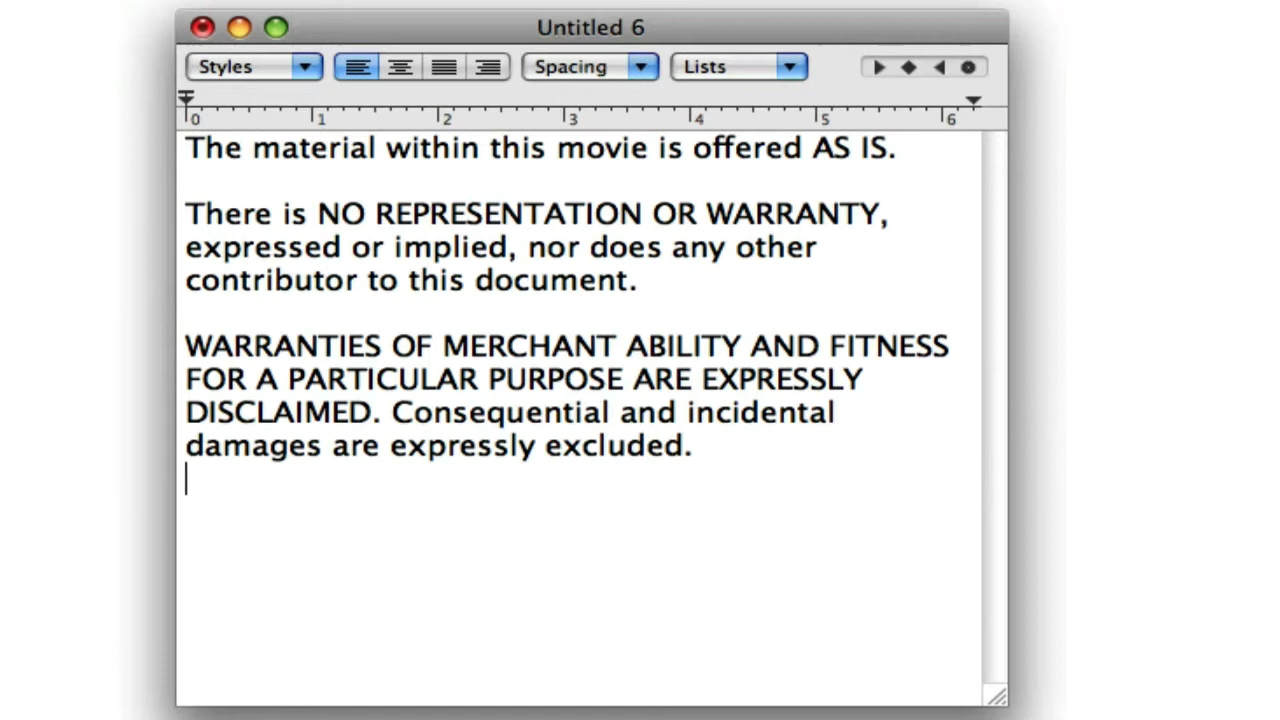 Untitled 6
Styles Spacing Lists
0 1 2 3 4 5 6
The material within this movie is offered AS IS.
There is NO REPRESENTATION OR WARRANTY,
expressed or implied, nor does any other
contributor to this document.
WARRANTIES OF MERCHANT ABILITY AND FITNESS
FOR A PARTICULAR PURPOSE ARE EXPRESSLY
DISCLAIMED. Consequential and incidental
damages are expressly excluded.